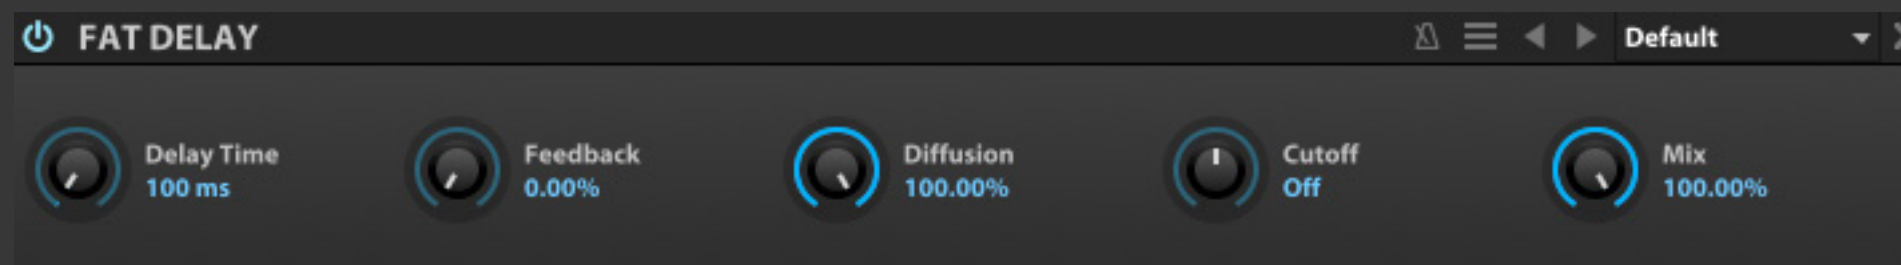 FAT DELAY
Default
Delay Time
100 ms
Feedback
0.00%
Diffusion
100.00%
Cutoff
Off
Mix
100.00%